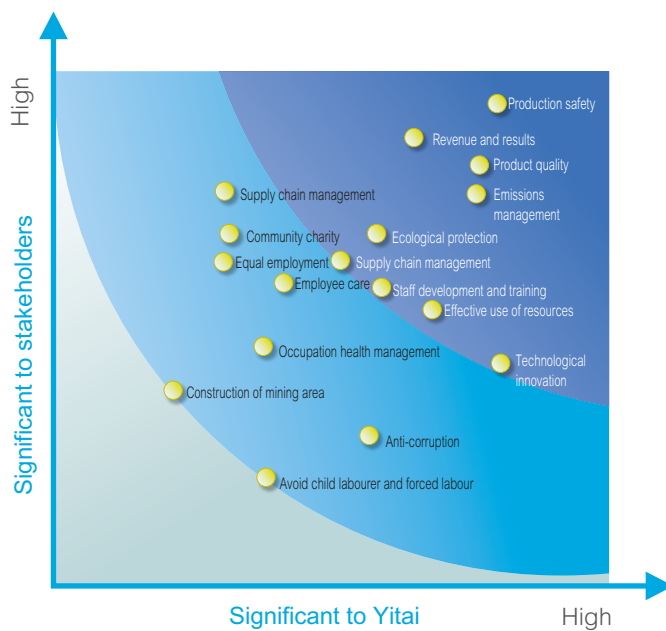 High
Significant to stakeholders
Production safety
Revenue and results
Product quality
Supply chain management
Emissions
management
Community charity
Ecological protection
Equal employment
Supply chain management
Employee care
Staff development and training
Effective use of resources
Occupation health management
Technological
innovation
Construction of mining area
Anti-corruption
Avoid child labourer and forced labour
Significant to Yitai
High